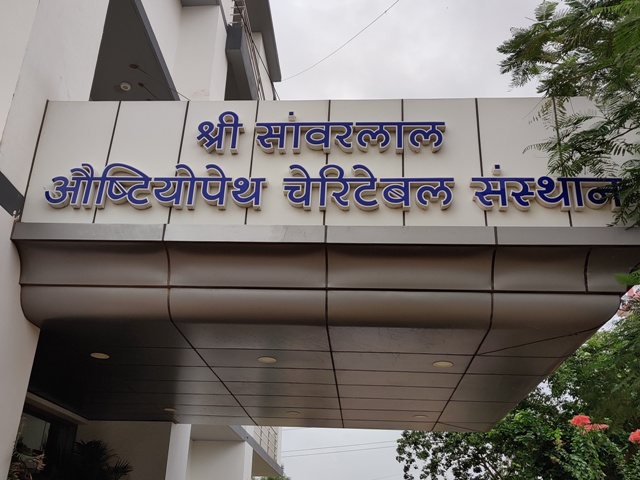 श्री सांवरलाल
औष्टियोपेथ चेरिटेबल संस्थान